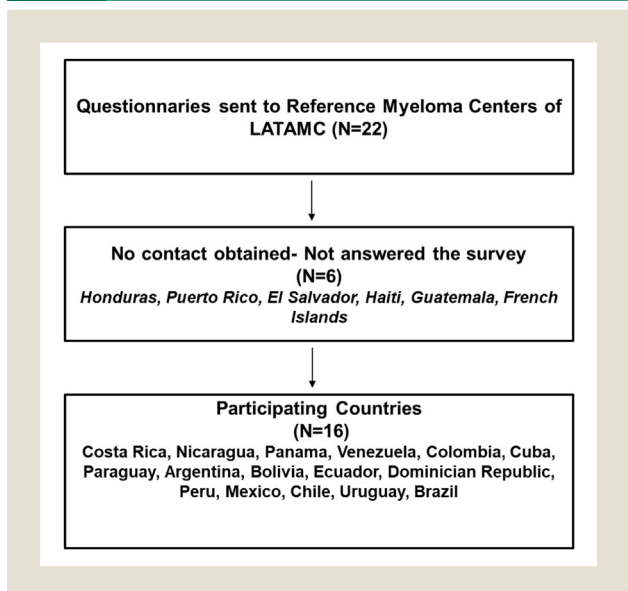 Questionnaries sent to Reference Myeloma Centers of
LATAMC (N=22)
No contact obtained- Not answered the survey
(N=6)
Honduras, Puerto Rico, El Salvador, Haiti, Guatemala, French
Islands
Participating Countries
(N=16)
Costa Rica, Nicaragua, Panama, Venezuela, Colombia, Cuba,
Paraguay, Argentina, Bolivia, Ecuador, Dominician Republic,
Peru, Mexico, Chile, Uruguay, Brazil